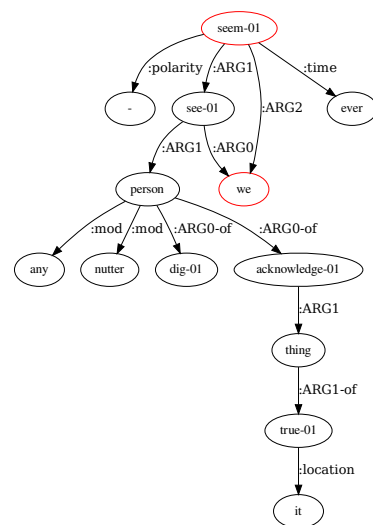 seem-01
:polarity :ARG1 :ARG2 :time
- see-01 ever
:ARG1 :ARG0
person we
:mod :mod :ARG0-of :ARG0-of
any nutter dig-01 acknowledge-01
:ARG1
thing
:ARG1-of
true-01
:location
it